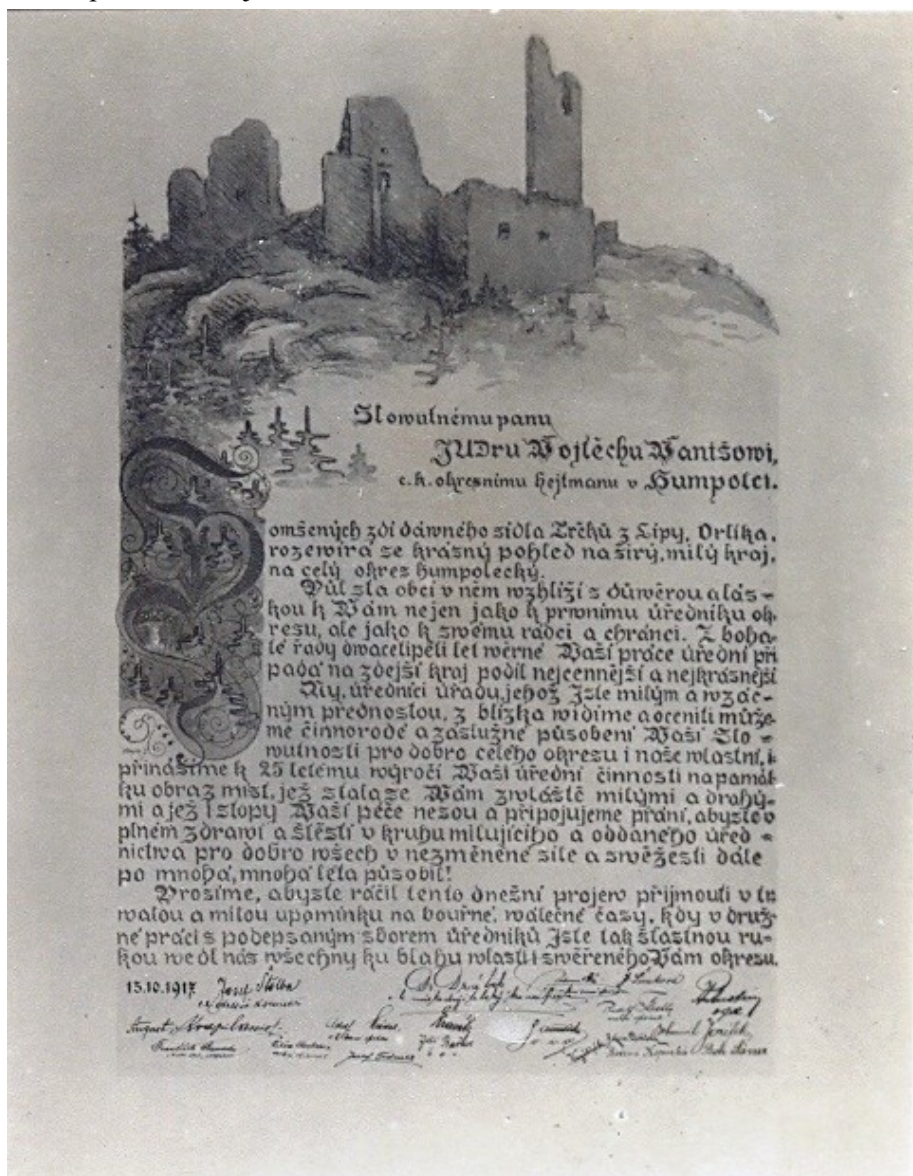 Slowutnému panu
JUDru Wojtěchu Wantšowi,
c. k. okresnímu hejtmanu v Humpolci.
S omšených zdí dáwného sídla Trčků z Lípy, Orlíka,
rozewírá se krásný pohled na širý, milý kraj,
na celý okres humpolecký.
Půl sta obcí v něm wzhlíží s důwěrou a lás-
kou k Wám nejen jako k prwnímu úředníku ok-
resu, ale jako k swému rádci a chránci. Z boha-
té řady dwacetipěti let wěrné Waší práce úřední při
padá na zdejší kraj podíl nejcennější a nejkrásnější
My, úředníci úřadu, jehož Jste milým a wzác-
ným přednostou, z blízka widíme a ocenili může-
me činnorodé a záslužné působení Waší Slo-
wutnosti pro dobro celého okresu i naše wlastní, i
přinášíme k 25 letému wýročí Waší úřední činnosti na památ
ku obraz míst, jež stala se Wám zwláště milými a drahý-
mi a jež i stopy Waší péče nesou a připojujeme přání, abyste v
plném zdrawí a štěstí v kruhu milujícího a oddaného úřed-
nictwa pro dobro wšech v nezměněné síle a swěžesti dále
po mnohá, mnohá léta působil!
Prosíme, abyste ráčil tento dnešní projew přijmouti v tr
walou a milou upomínku na bouřné, wálečné časy, kdy v druž-
né práci s podepsaným sborem úředníků Jste tak šťastnou ru-
kou wedl nás wšechny ku blahu wlasti i swěřeného Wám okresu.
15.10.1917 Josef Štolba
August